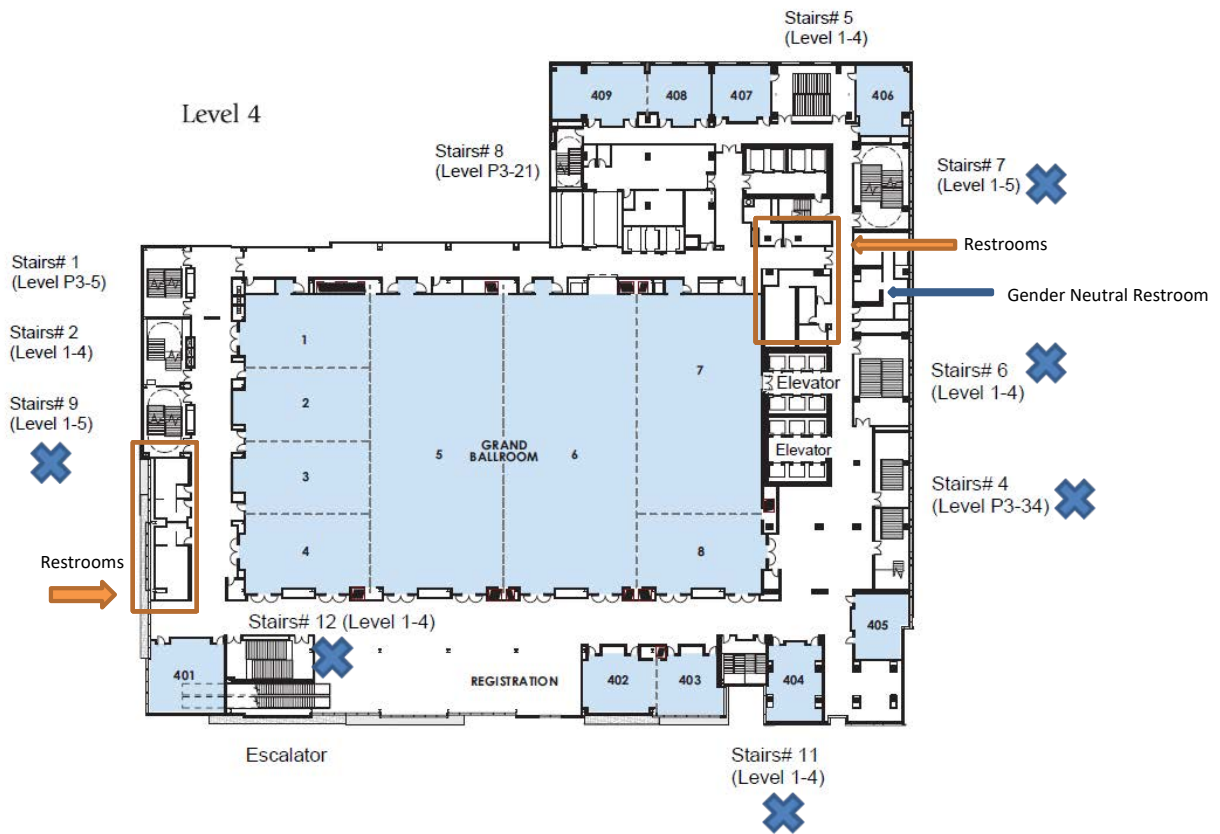 Stairs# 5
(Level 1-4)
Level 4
409
408
407
406
Stairs# 8
(Level P3-21)
Stairs# 7
(Level 1-5)
Restrooms
Stairs# 1
(Level P3-5)
Gender Neutral Restroom
Stairs# 2
(Level 1-4)
1
7
Stairs# 6
(Level 1-4)
Elevator
Stairs# 9
(Level 1-5)
2
GRAND
BALLROOM
5
6
Elevator
3
Stairs# 4
(Level P3-34)
4
8
Restrooms
Stairs# 12 (Level 1-4)
405
401
REGISTRATION
402
403
404
Escalator
Stairs# 11
(Level 1-4)